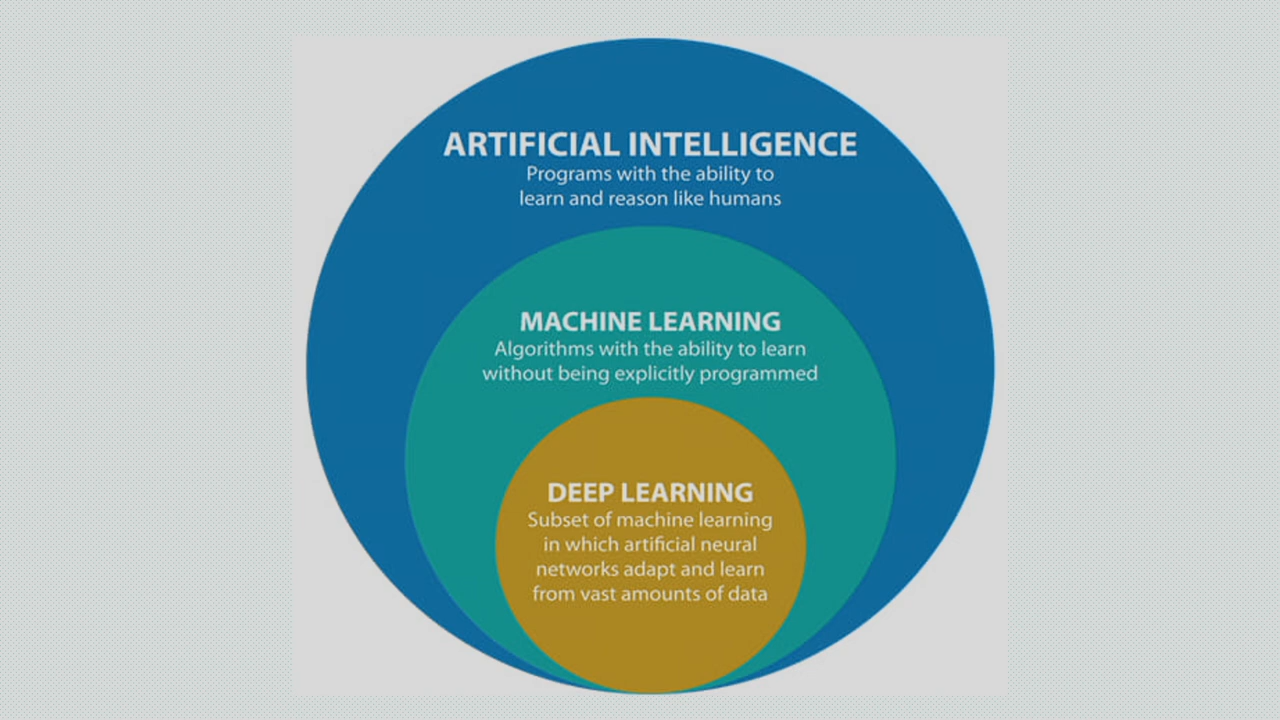 ARTIFICIAL INTELLIGENCE
Programs with the ability to
learn and reason like humans
MACHINE LEARNING
Algorithms with the ability to learn
without being explicitly programmed
DEEP LEARNING
Subset of machine learning
in which artificial neural
networks adapt and learn
from vast amounts of data